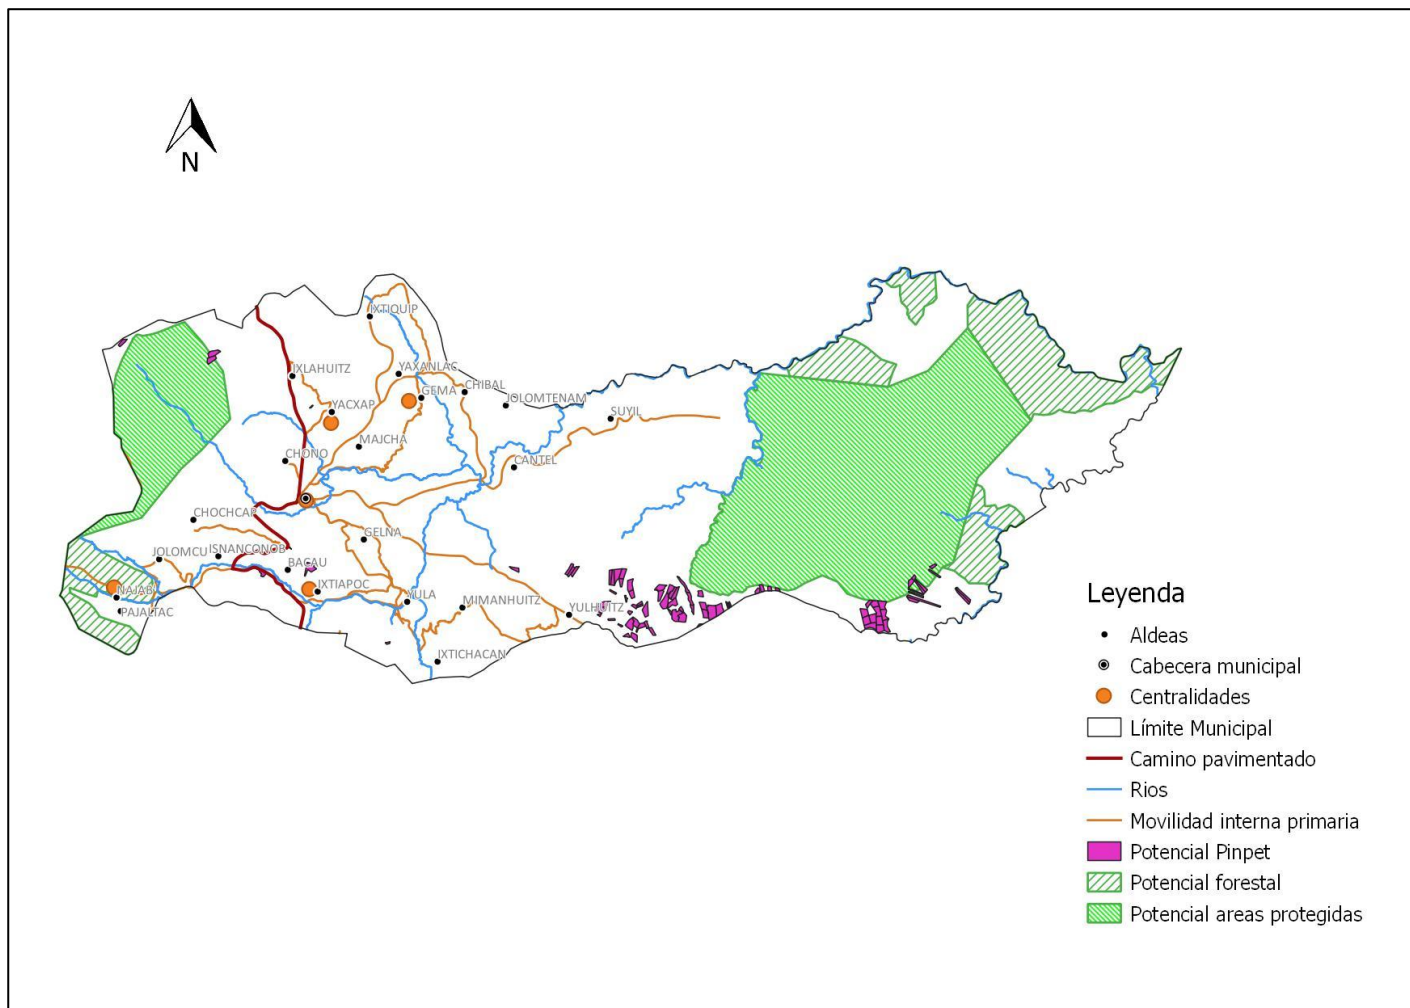 N
IXTIQUIP
IXLAHUITZ
YAXANLAC
GEMA
CHIBAL
JOLOMTENAM
YACXAP
SUYIL
MAJCHA
CHONO
CANTEL
CHOCHCAR
GELNA
JOLOMCU
ISNANCONOB
BACAU
IXTIAPOC
NAJAB
PAJALTAC
YULA
MIMANHUITZ
YULHUITZ
IXTICHACAN
Leyenda
Aldeas
Cabecera municipal
Centralidades
Límite Municipal
Camino pavimentado
Rios
Movilidad interna primaria
Potencial Pinpet
Potencial forestal
Potencial areas protegidas